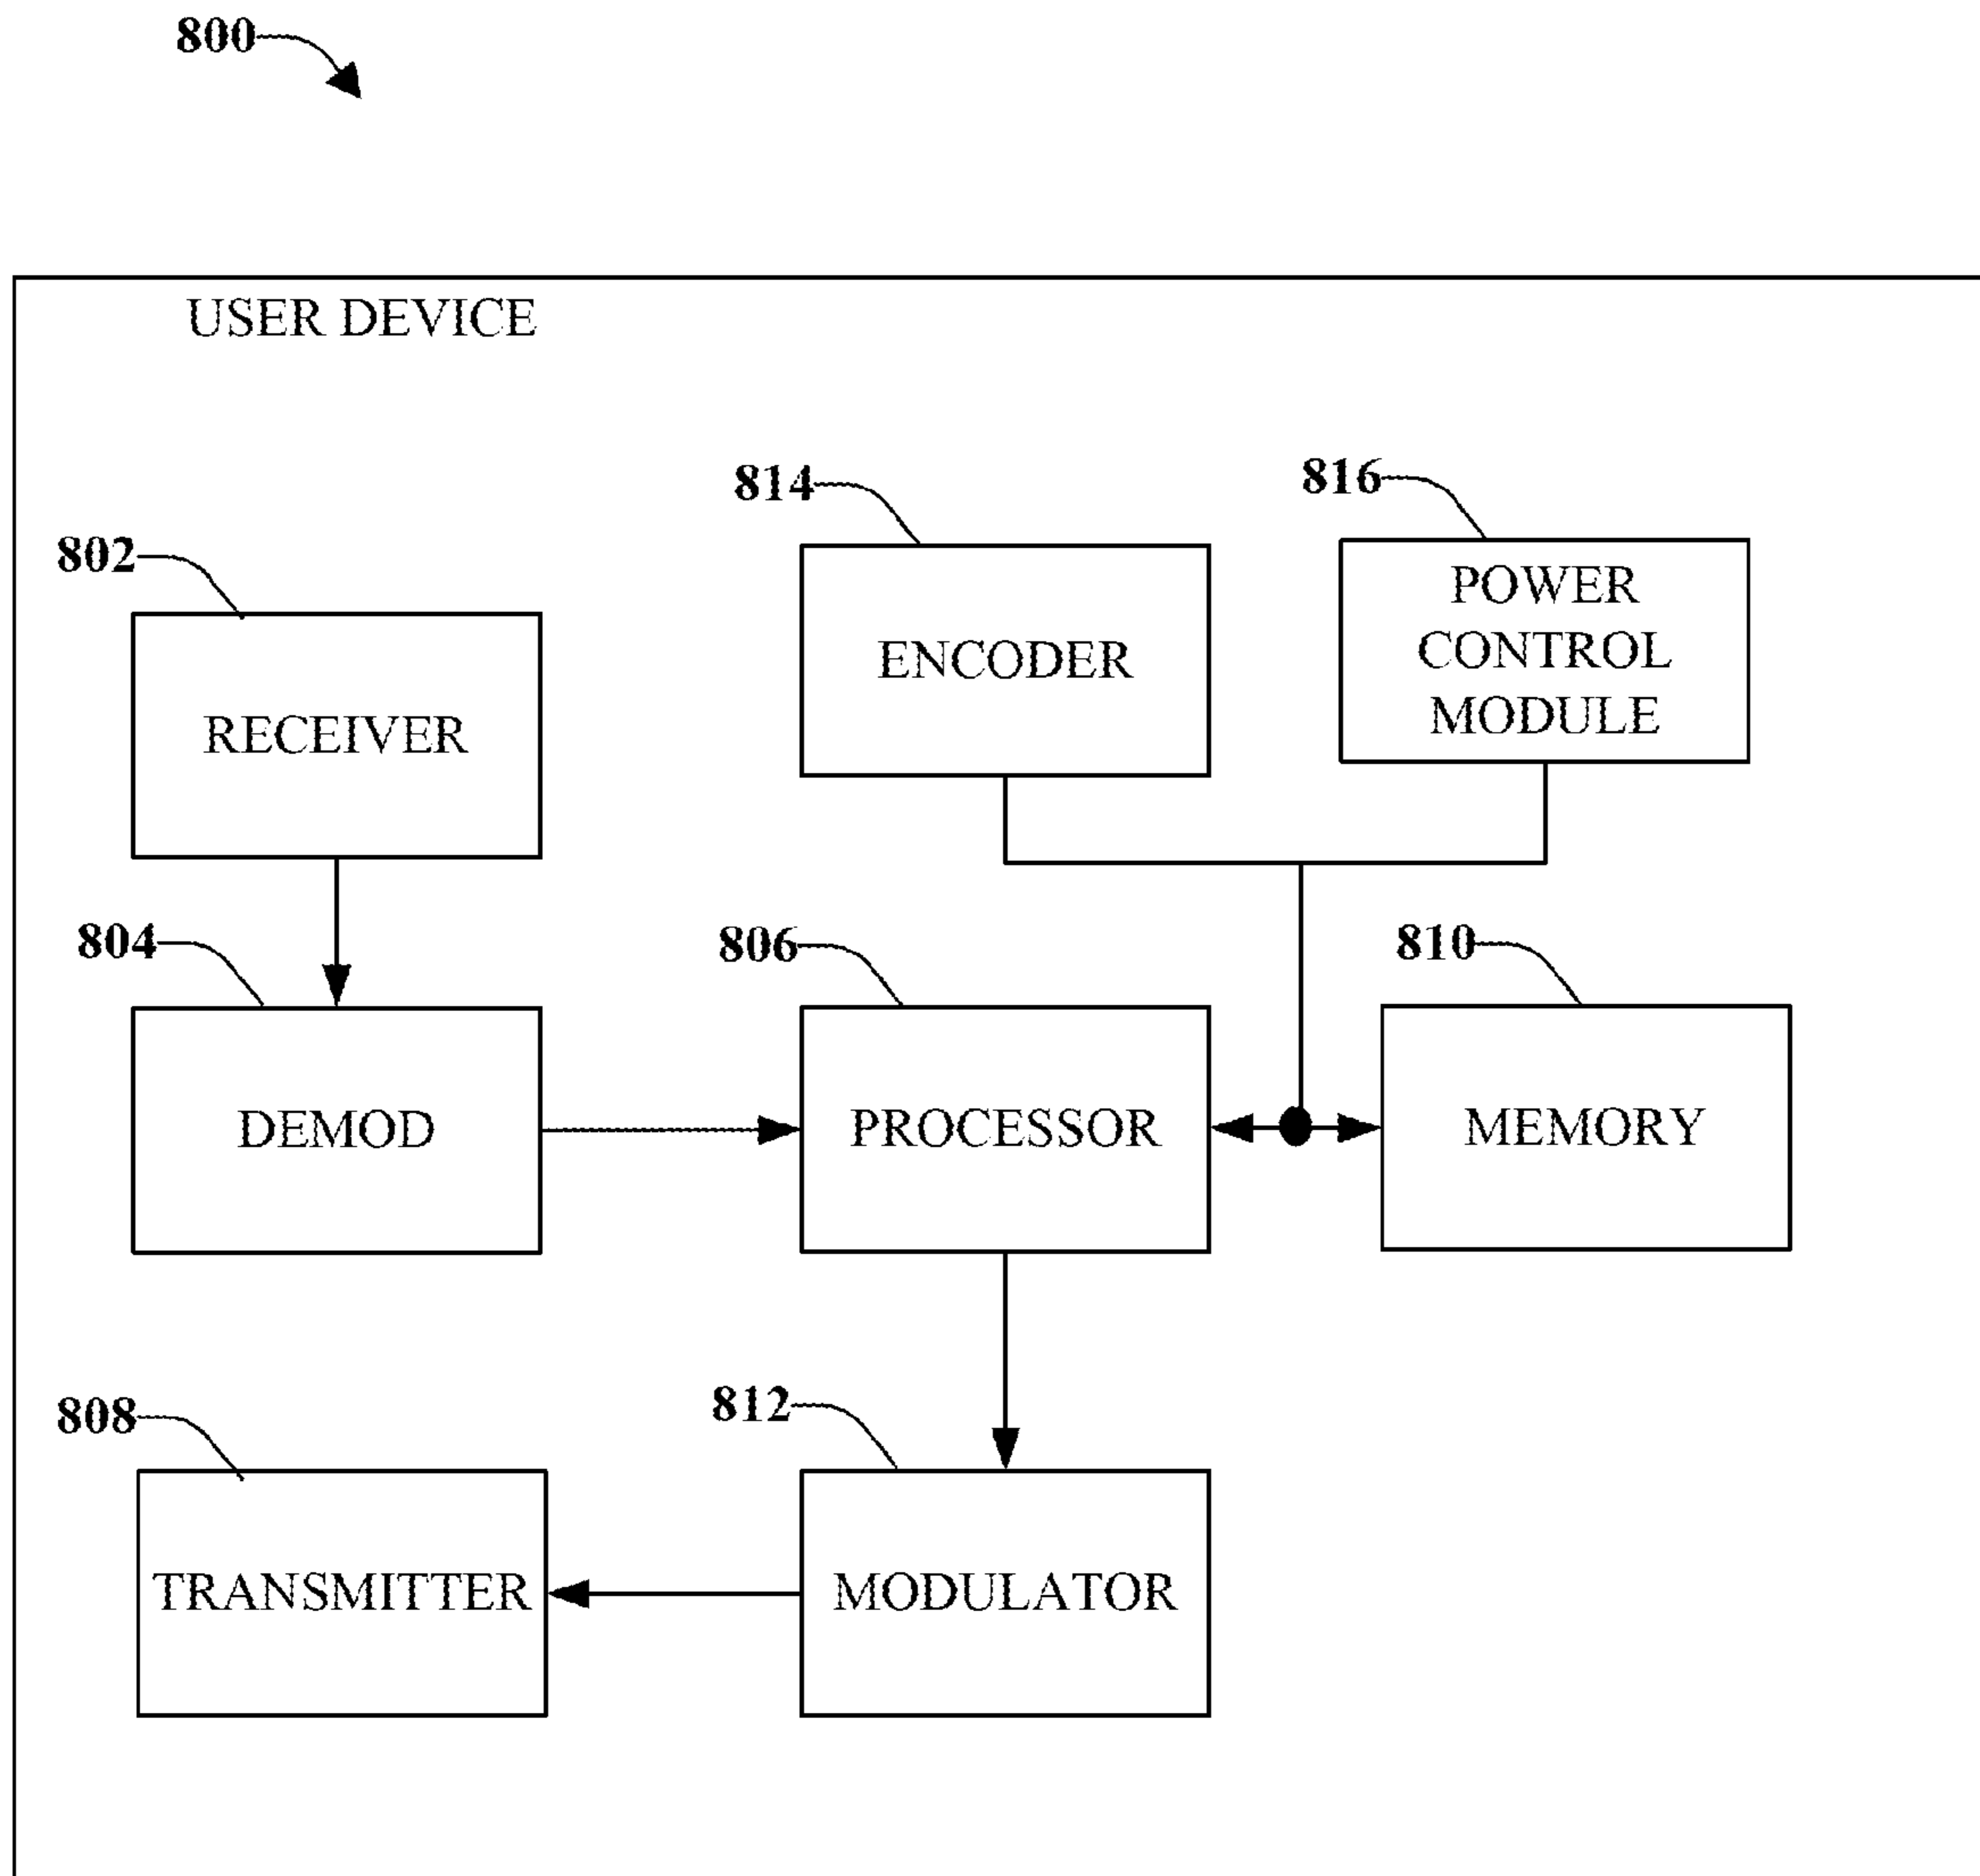 800
USER DEVICE
814
816
802
POWER
CONTROL
MODULE
ENCODER
RECEIVER
804
806
810
DEMOD
PROCESSOR
MEMORY
808
812
TRANSMITTER
MODULATOR